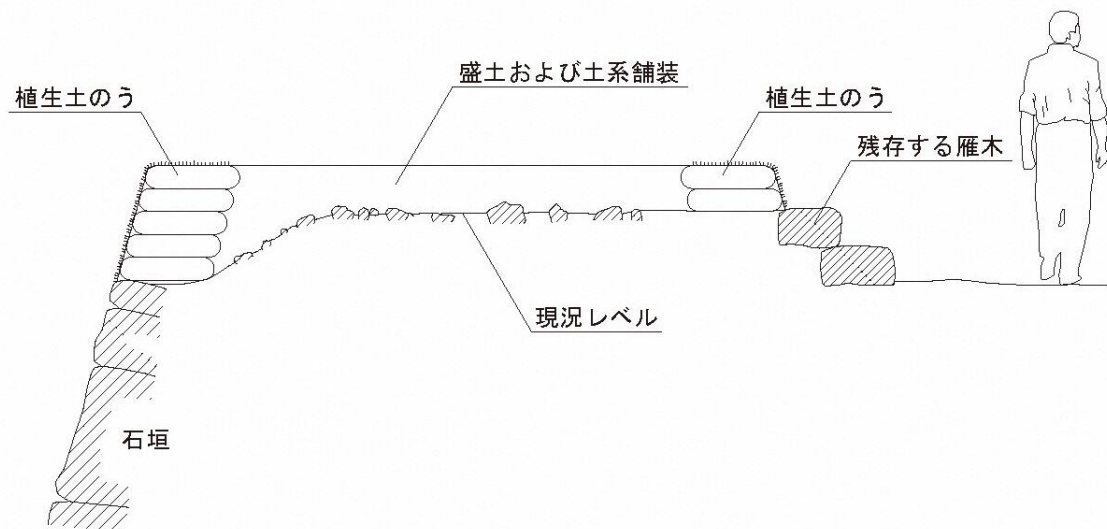 盛土および土系舗装
植生土のう
植生土のう
残存する雁木
現況レベル
石垣